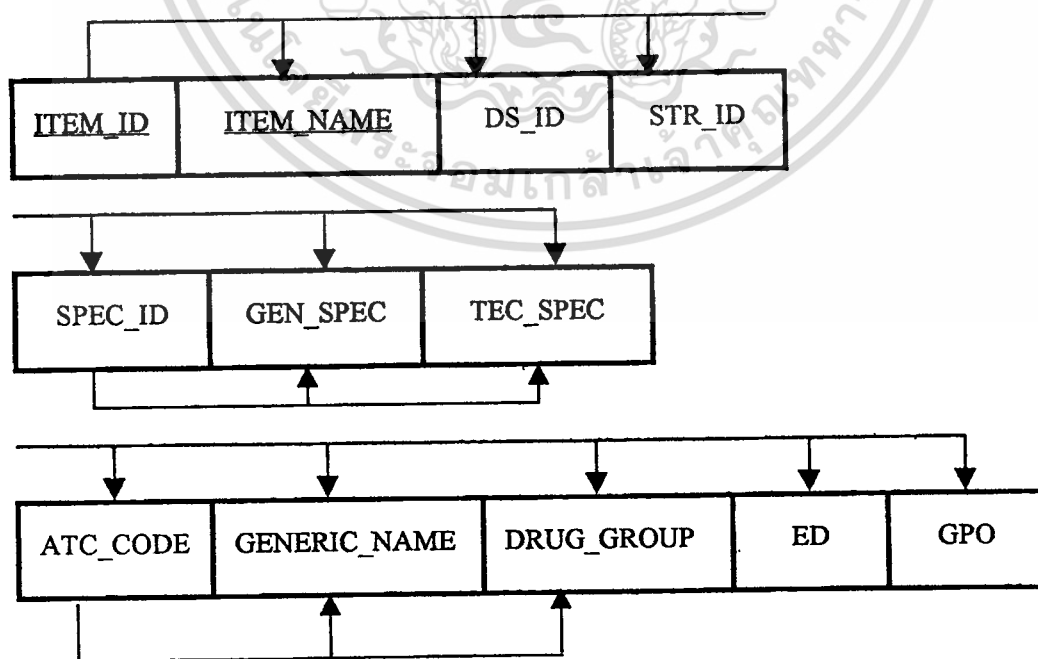 ITEM_ID ITEM_NAME DS_ID STR_ID
SPEC_ID GEN_SPEC TEC_SPEC
ATC_CODE GENERIC_NAME DRUG_GROUP ED GPO